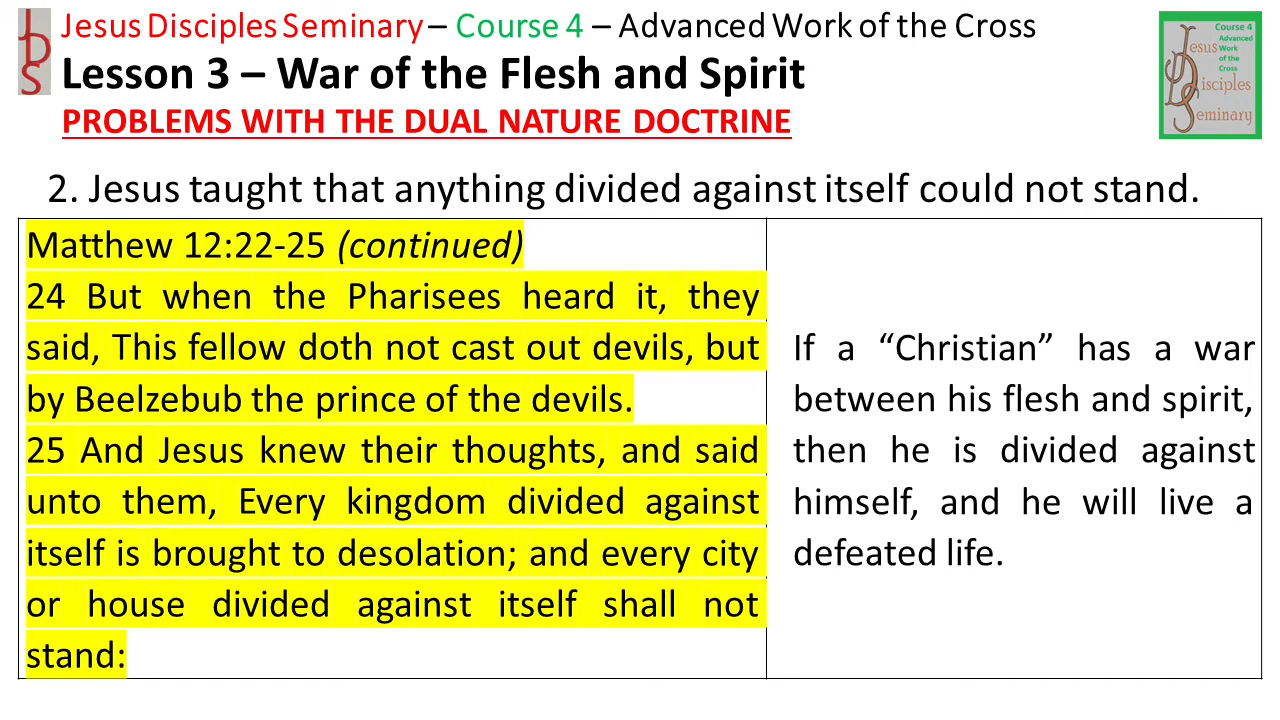 JDS
Jesus Disciples Seminary – Course 4 – Advanced Work of the Cross
Lesson 3 – War of the Flesh and Spirit
PROBLEMS WITH THE DUAL NATURE DOCTRINE
Course 4
Advanced
Work
of the
Cross
Jesus
Disciples
Seminary
2. Jesus taught that anything divided against itself could not stand.
Matthew 12:22-25 (continued)
24 But when the Pharisees heard it, they
said, This fellow doth not cast out devils, but
by Beelzebub the prince of the devils.
25 And Jesus knew their thoughts, and said
unto them, Every kingdom divided against
itself is brought to desolation; and every city
or house divided against itself shall not
stand:
If a “Christian” has a war
between his flesh and spirit,
then he is divided against
himself, and he will live a
defeated life.